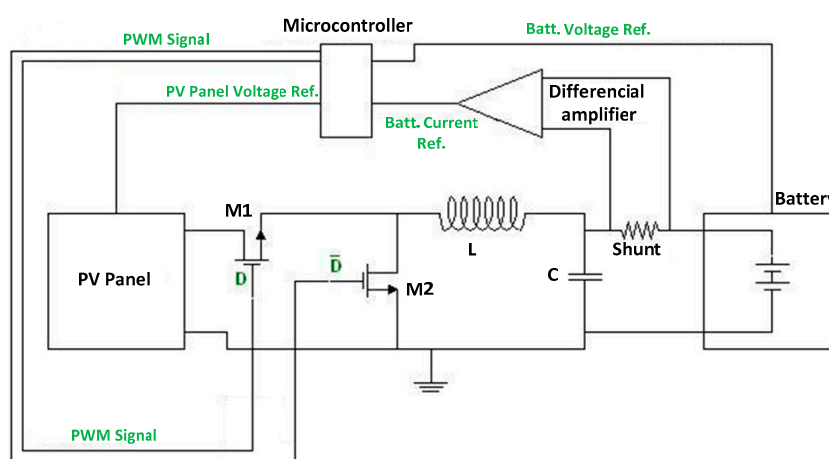 Microcontroller
PWM Signal
Batt. Voltage Ref.
PV Panel Voltage Ref.
Differencial
amplifier
Batt. Current
Ref.
M1
Battery
L
Shunt
PV Panel
D
D̅
M2
C
PWM Signal